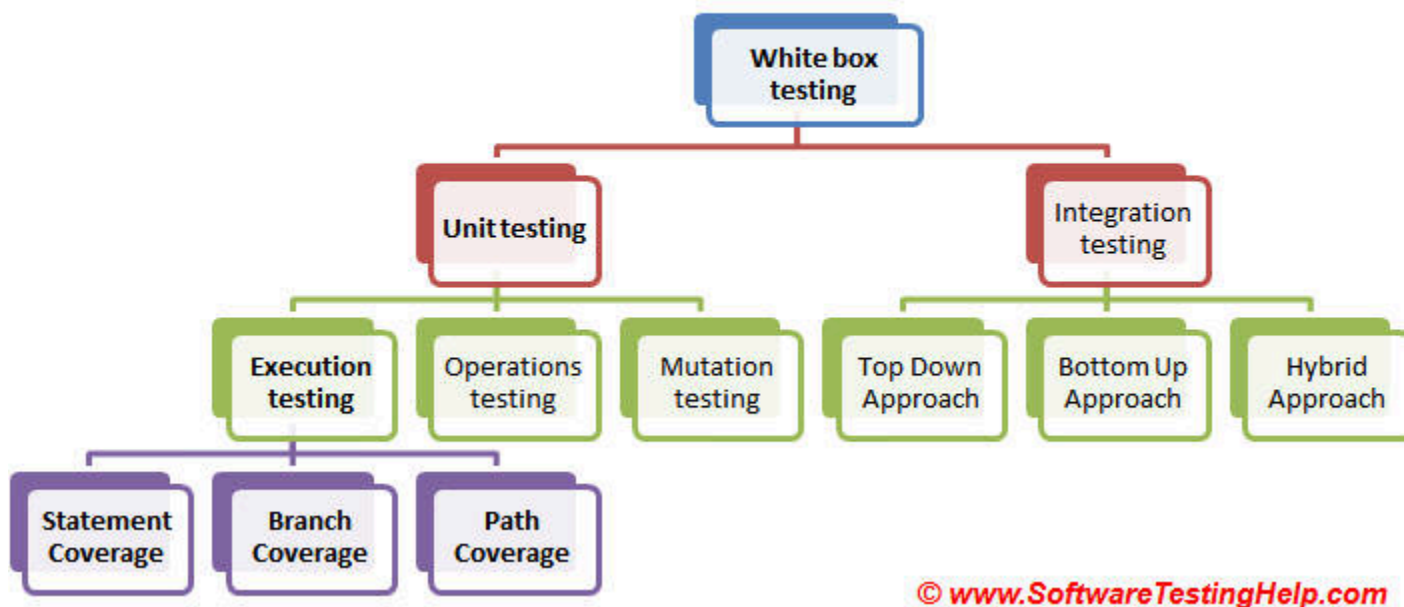 White box
testing
Unit testing
Integration
testing
Execution
testing
Operations
testing
Mutation
testing
Top Down
Approach
Bottom Up
Approach
Hybrid
Approach
Statement
Coverage
Branch
Coverage
Path
Coverage
© www.SoftwareTestingHelp.com